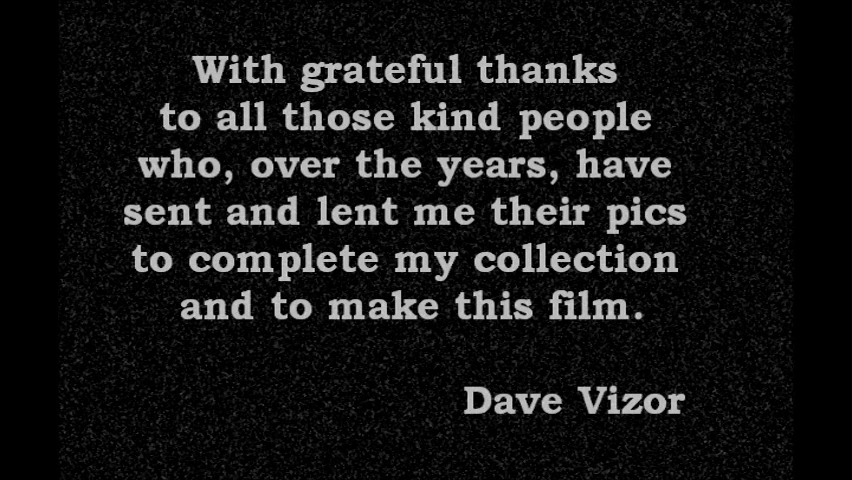 With grateful thanks
to all those kind people
who, over the years, have
sent and lent me their pics
to complete my collection
and to make this film.
Dave Vizor